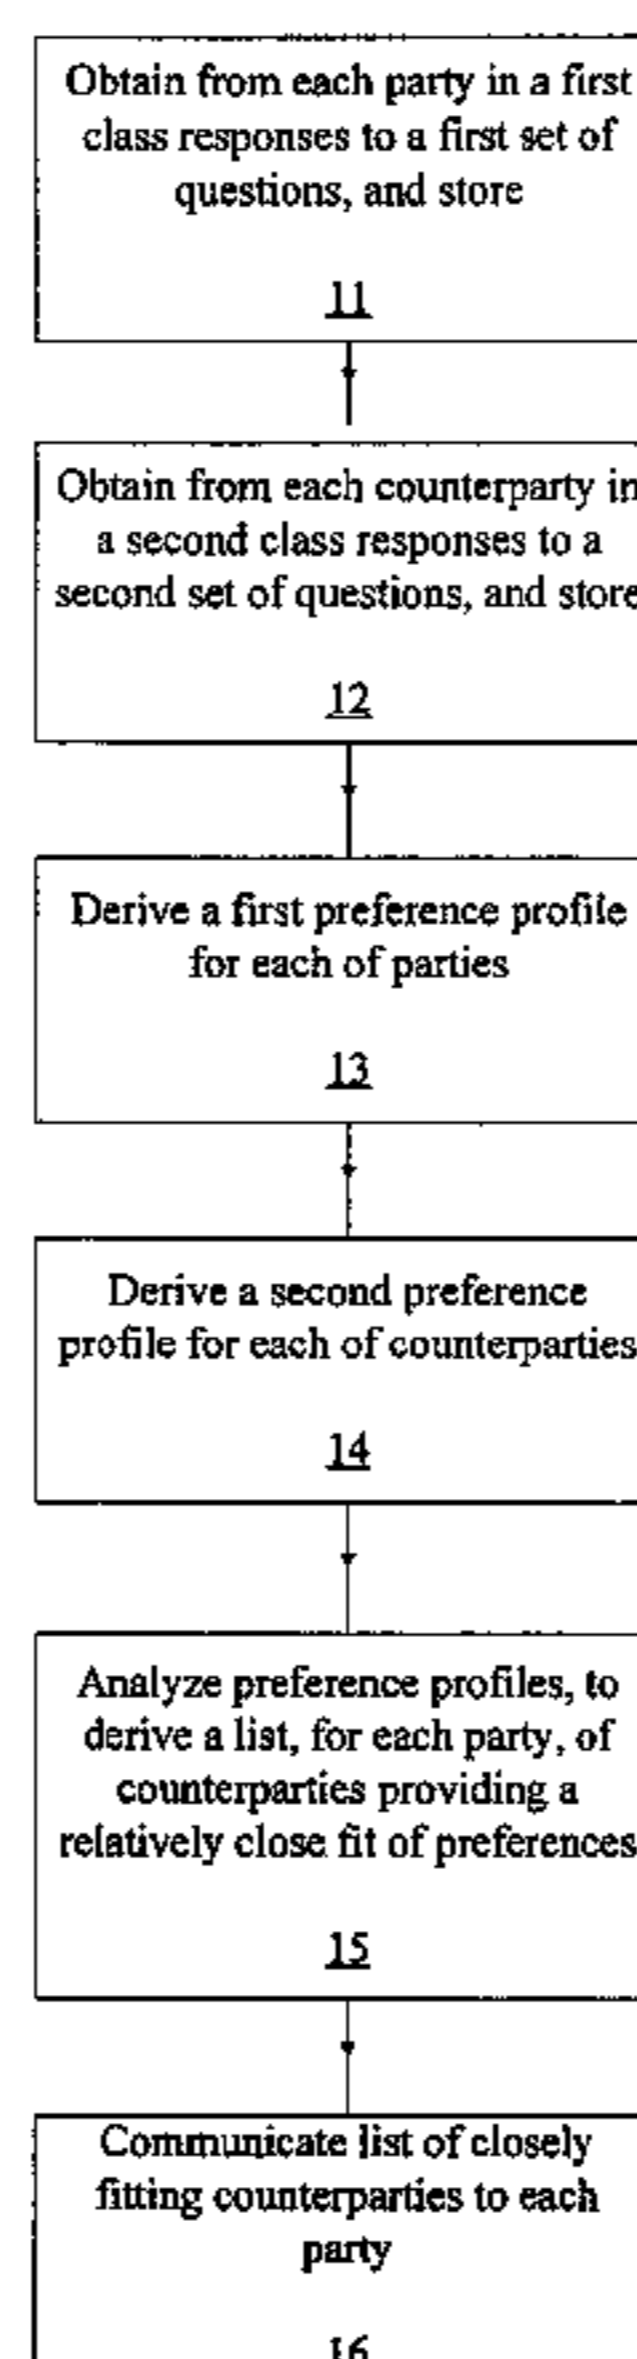 Obtain from each party in a first
class responses to a first set of
questions, and store
11
Obtain from each counterparty in
a second class responses to a
second set of questions, and store
12
Derive a first preference profile
for each of parties
13
Derive a second preference
profile for each of counterparties
14
Analyze preference profiles, to
derive a list, for each party, of
counterparties providing a
relatively close fit of preferences
15
Communicate list of closely
fitting counterparties to each
party
16